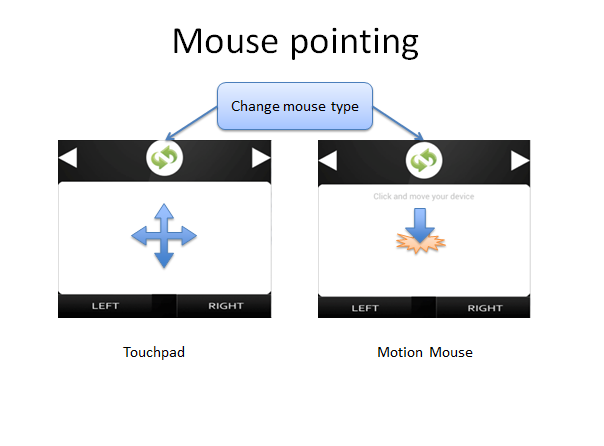 Mouse pointing
Change mouse type
Click and move your device
LEFT RIGHT
LEFT RIGHT
Touchpad
Motion Mouse